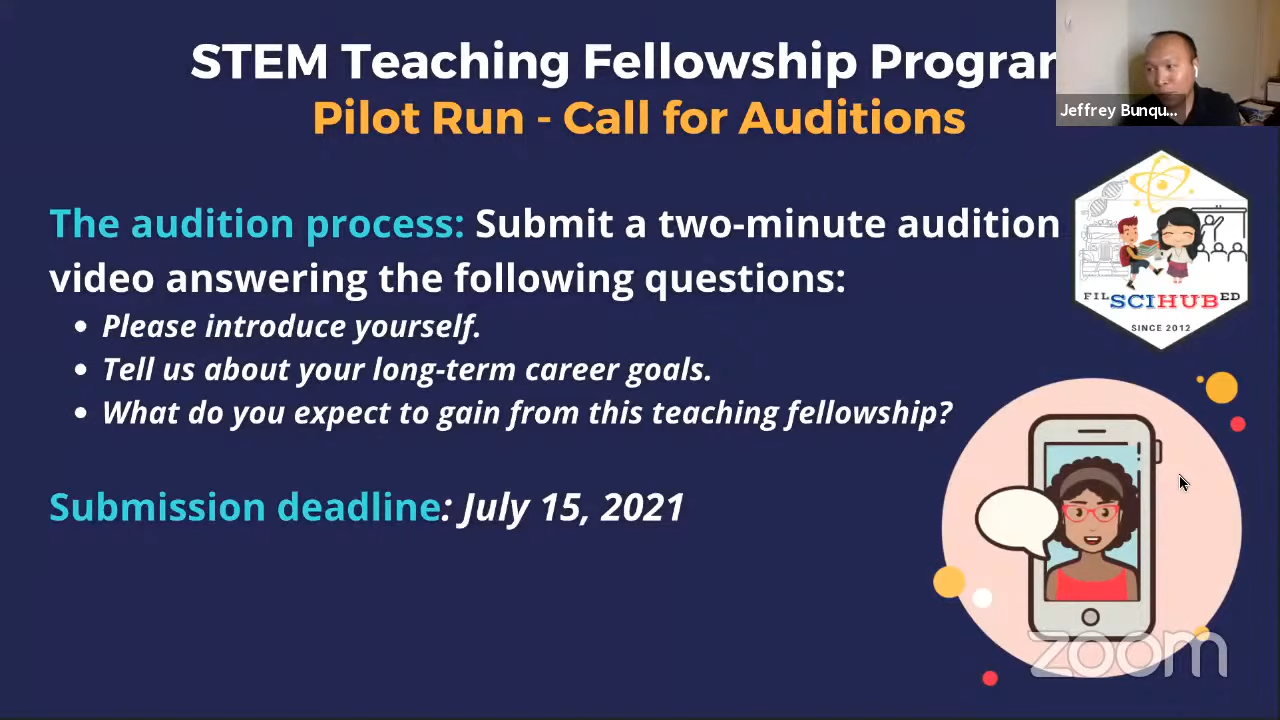 STEM Teaching Fellowship Progra
Pilot Run - Call for Auditions
Jeffrey Bunqu...
The audition process: Submit a two-minute audition
video answering the following questions:
• Please introduce yourself.
• Tell us about your long-term career goals.
• What do you expect to gain from this teaching fellowship?
Submission deadline: July 15, 2021
FIL SCIHUB ED
SINCE 2012
zoom